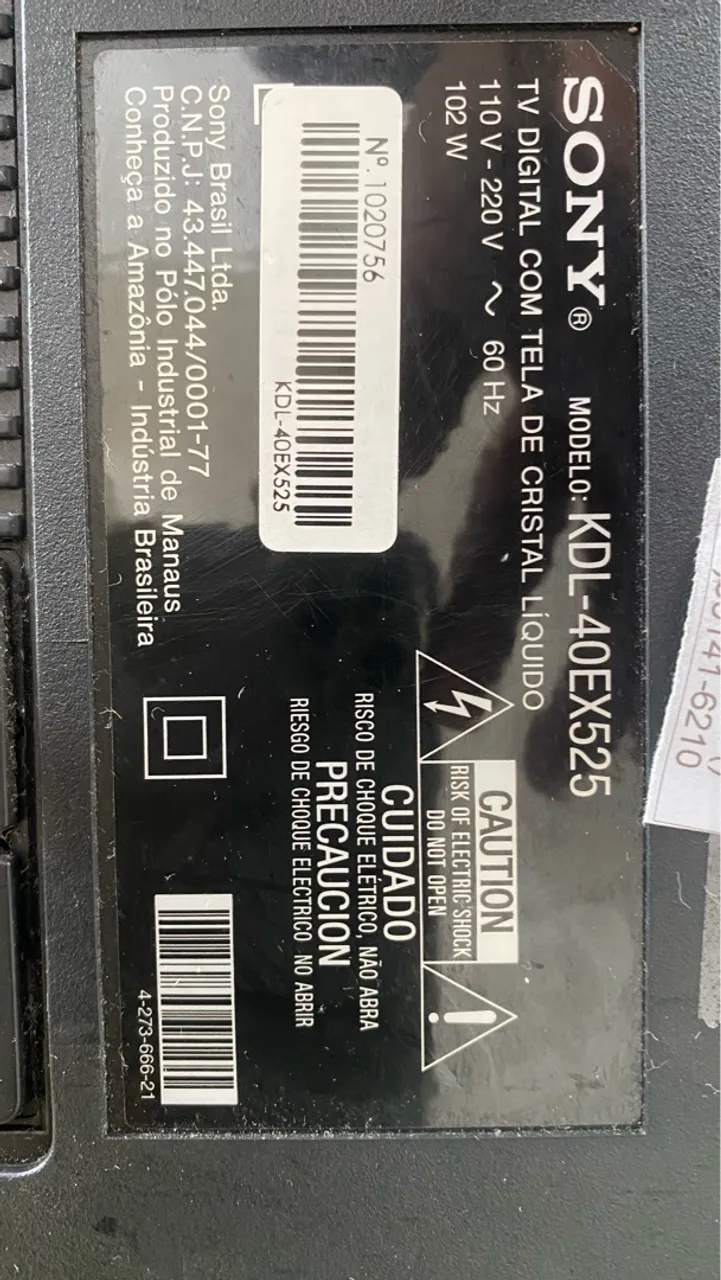 SONY® MODELO: KDL-40EX525
TV DIGITAL COM TELA DE CRISTAL LÍQUIDO
110 V - 220 V ~ 60 Hz
102 W
Nº. 1020756
KDL-40EX525
Sony Brasil Ltda.
C.N.P.J: 43.447.044/0001-77
Produzido no Pólo Industrial de Manaus
Conheça a Amazônia - Indústria Brasileira
CAUTION
RISK OF ELECTRIC SHOCK
DO NOT OPEN
CUIDADO
RISCO DE CHOQUE ELÉTRICO, NÃO ABRA
PRECAUCION
RIESGO DE CHOQUE ELECTRICO NO ABRIR
4-273-666-21
141-6210